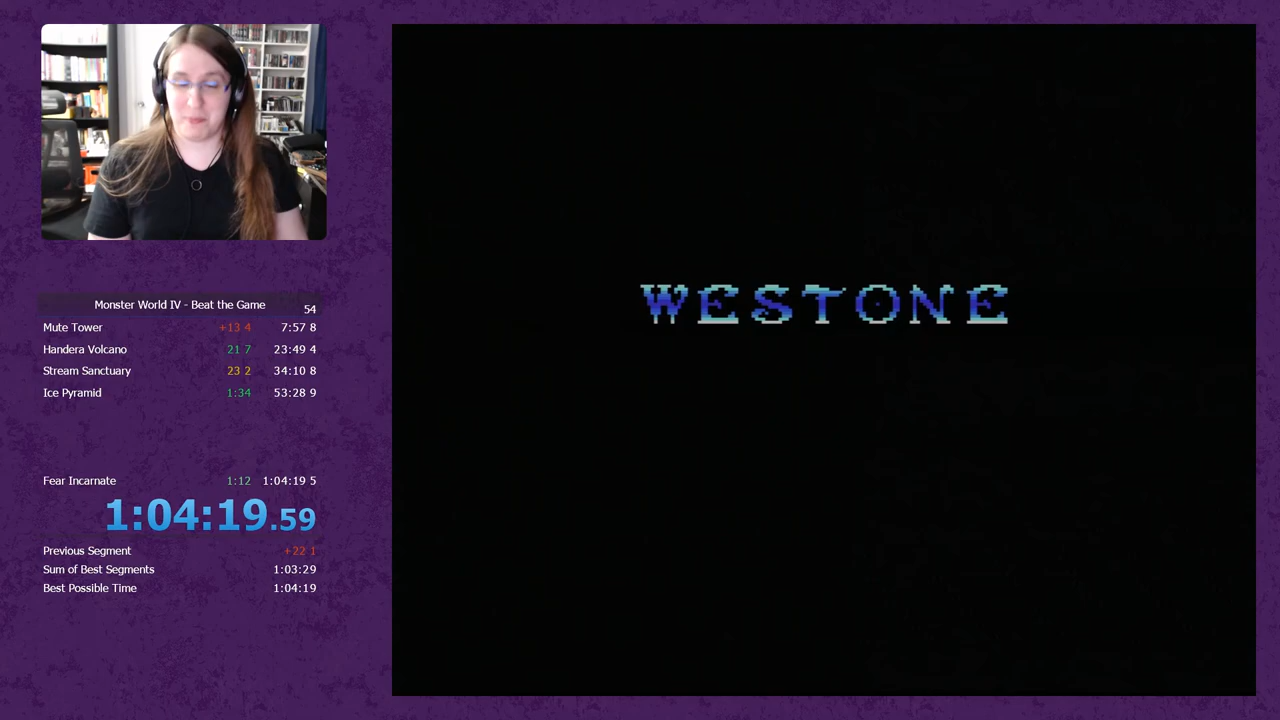 WESTONE
Monster World IV - Beat the Game
54
Mute Tower +13 4 7:57 8
Handera Volcano 21 7 23:49 4
Stream Sanctuary 23 2 34:10 8
Ice Pyramid 1:34 53:28 9
Fear Incarnate 1:12 1:04:19 5
1:04:19.59
Previous Segment +22 1
Sum of Best Segments 1:03:29
Best Possible Time 1:04:19